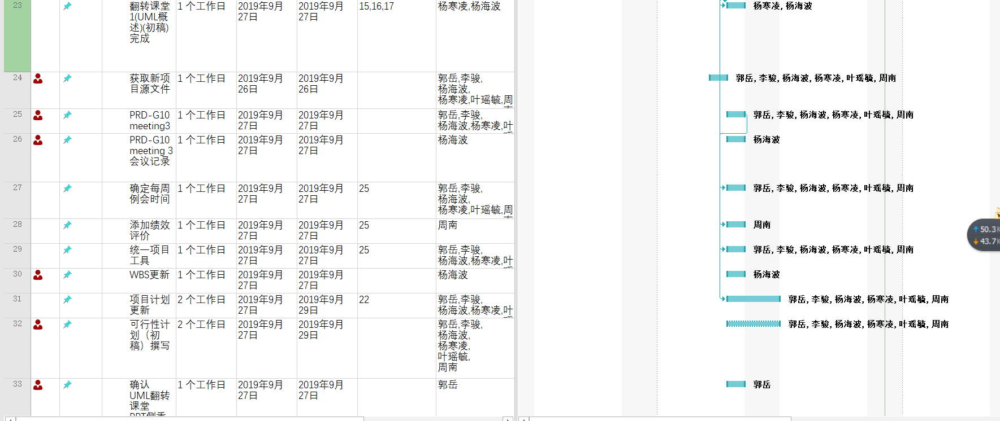 23
翻转课堂
1(UML概
述)(初稿)
完成
1 个工作日
2019年9月
27日
2019年9月
27日
15,16,17
杨寒凌,杨海波
杨寒凌, 杨海波
24
获取新项
目源文件
1 个工作日
2019年9月
26日
2019年9月
26日
郭岳,李骏,
杨海波,
杨寒凌,叶瑶毓,周
郭岳, 李骏, 杨海波, 杨寒凌, 叶瑶毓, 周南
25
PRD-G10
meeting3
1 个工作日
2019年9月
27日
2019年9月
27日
郭岳,李骏,
杨海波,杨寒凌,叶
郭岳, 李骏, 杨海波, 杨寒凌, 叶瑶毓, 周南
26
PRD-G10
meeting 3
会议记录
1 个工作日
2019年9月
27日
2019年9月
27日
杨海波
杨海波
27
确定每周
例会时间
1 个工作日
2019年9月
27日
2019年9月
27日
25
郭岳,李骏,
杨海波,
杨寒凌,叶瑶毓,周
郭岳, 李骏, 杨海波, 杨寒凌, 叶瑶毓, 周南
28
添加绩效
评价
1 个工作日
2019年9月
27日
2019年9月
27日
25
周南
周南
29
统一项目
工具
1 个工作日
2019年9月
27日
2019年9月
27日
25
郭岳,李骏,
杨海波,杨寒凌,叶
郭岳, 李骏, 杨海波, 杨寒凌, 叶瑶毓, 周南
30
WBS更新
1 个工作日
2019年9月
27日
2019年9月
27日
杨海波
杨海波
31
项目计划
更新
2 个工作日
2019年9月
27日
2019年9月
29日
22
郭岳,李骏,
杨海波,杨寒凌,叶
郭岳, 李骏, 杨海波, 杨寒凌, 叶瑶毓, 周南
32
可行性计
划（初
稿）撰写
2 个工作日
2019年9月
27日
2019年9月
29日
郭岳,李骏,
杨海波,
杨寒凌,
叶瑶毓,
周南
郭岳, 李骏, 杨海波, 杨寒凌, 叶瑶毓, 周南
33
确认
UML翻转
课堂
PPT侧重
1 个工作日
2019年9月
27日
2019年9月
27日
郭岳
郭岳
50.3K
43.7K